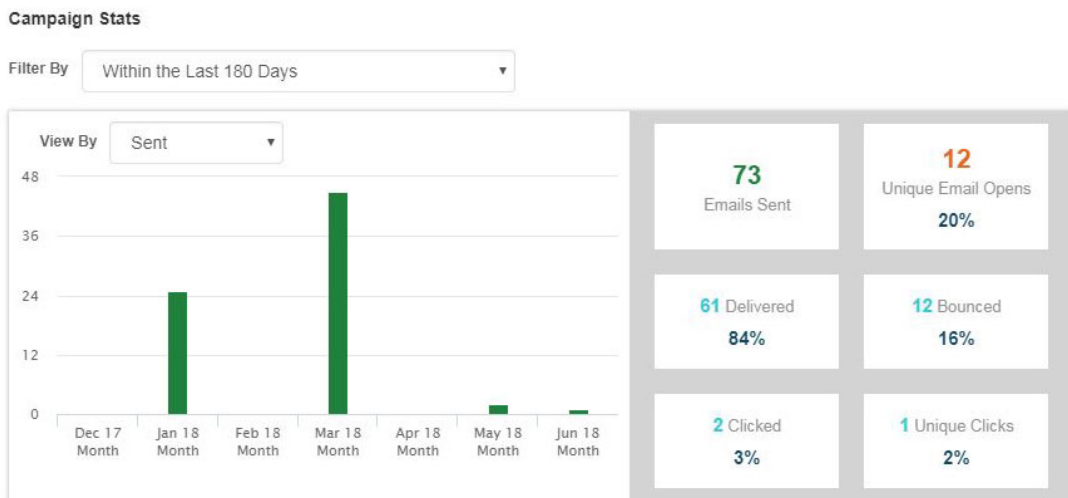 Campaign Stats
Filter By Within the Last 180 Days
View By Sent
48
36
24
12
0
Dec 17 Month
Jan 18 Month
Feb 18 Month
Mar 18 Month
Apr 18 Month
May 18 Month
Jun 18 Month
73
Emails Sent
12
Unique Email Opens
20%
61 Delivered
84%
12 Bounced
16%
2 Clicked
3%
1 Unique Clicks
2%